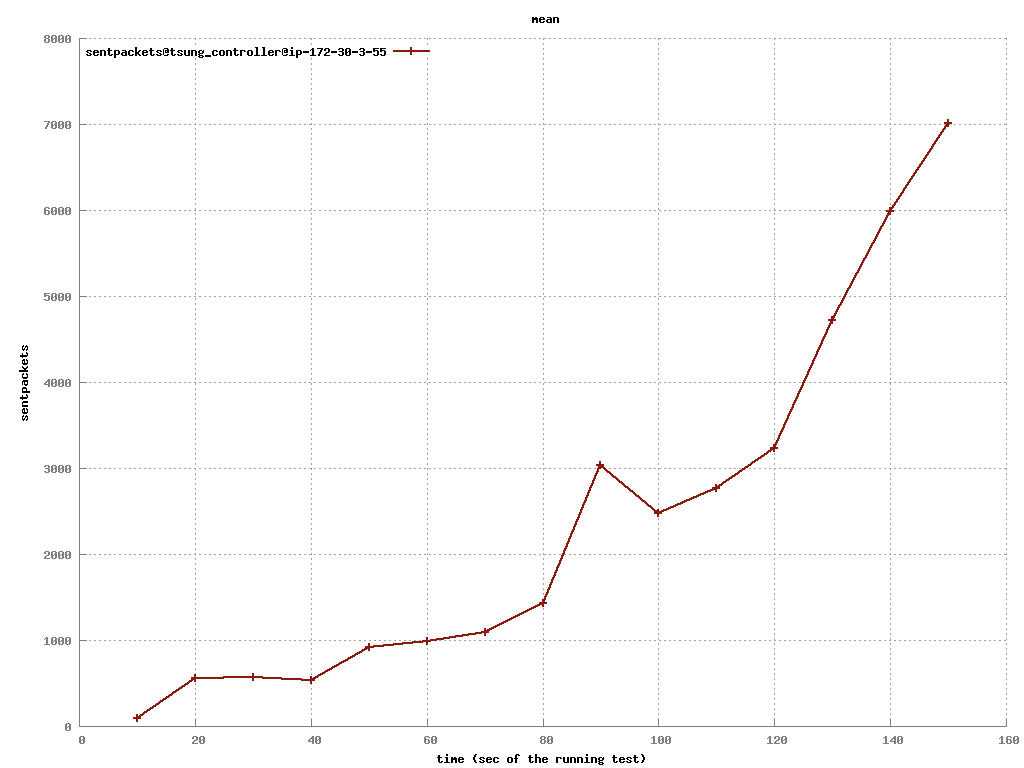 mean
8000
sentpackets@tsung_controller@ip-172-30-3-55
7000
6000
5000
4000
3000
2000
1000
0
sentpackets
0 20 40 60 80 100 120 140 160
time (sec of the running test)